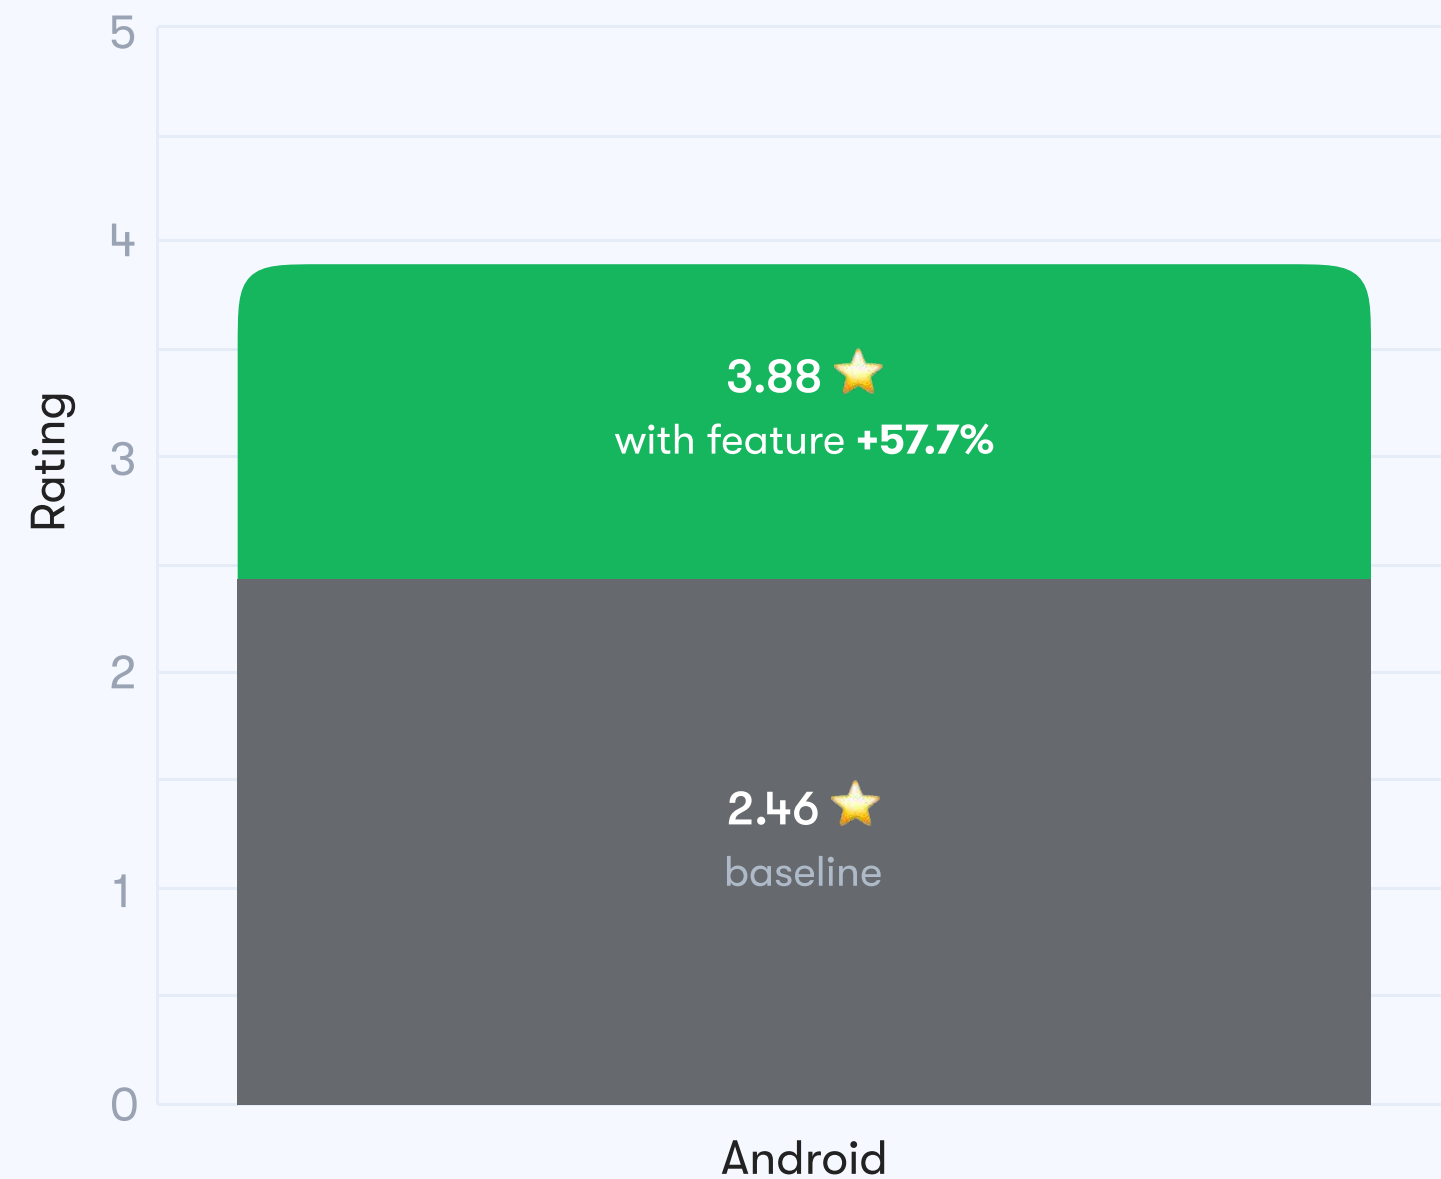 5
4
3
2
1
0
Rating
3.88 ⭐
with feature +57.7%
2.46 ⭐
baseline
Android